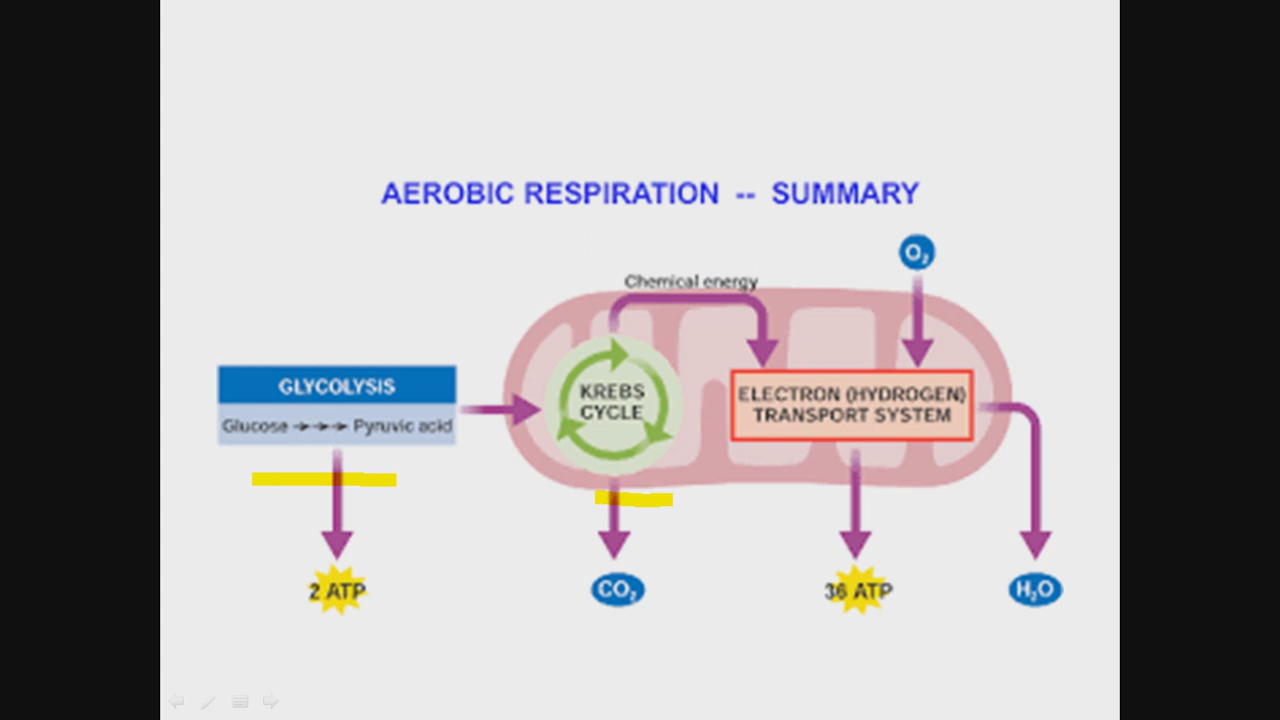 AEROBIC RESPIRATION -- SUMMARY
O₂
Chemical energy
GLYCOLYSIS
Glucose →→→ Pyruvic acid
KREBS
CYCLE
ELECTRON (HYDROGEN)
TRANSPORT SYSTEM
2 ATP
CO₂
36 ATP
H₂O